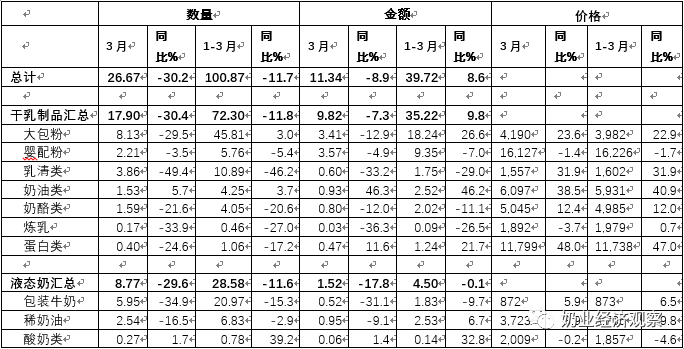 数量 金额 价格
3月 同比% 1-3月 同比% 3月 同比% 1-3月 同比% 3月 同比% 1-3月 同比%
总计 26.67 -30.2 100.87 -11.7 11.34 -8.9 39.72 8.6
干乳制品汇总 17.90 -30.4 72.30 -11.8 9.82 -7.3 35.22 9.8
大包粉 8.13 -29.5 45.81 3.0 3.41 -12.9 18.24 26.6 4,190 23.6 3,982 22.9
婴配粉 2.21 -3.5 5.76 -5.4 3.57 -4.9 9.35 -7.0 16,127 -1.4 16,226 -1.7
乳清类 3.86 -49.4 10.89 -46.2 0.60 -33.2 1.75 -29.0 1,557 31.9 1,602 31.9
奶油类 1.53 5.7 4.25 3.7 0.93 46.3 2.52 46.2 6,097 38.5 5,931 40.9
奶酪类 1.59 -21.6 4.05 -20.6 0.80 -12.0 2.02 -11.1 5,045 12.4 4,985 12.0
炼乳 0.17 -33.9 0.46 -27.0 0.03 -36.3 0.09 -26.5 1,892 -3.7 1,979 0.7
蛋白类 0.40 -24.6 1.06 -17.2 0.47 11.6 1.24 21.7 11,799 48.0 11,738 47.0
液态奶汇总 8.77 -29.6 28.58 -11.6 1.52 -17.8 4.50 -0.1
包装牛奶 5.95 -34.9 20.97 -15.3 0.52 -31.1 1.83 -9.7 872 5.9 873 6.5
稀奶油 2.54 -16.5 6.83 -2.9 0.95 -9.1 2.53 6.7 3,723
酸奶类 0.27 1.7 0.78 39.2 0.06 1.4 0.14 32.8 2,009 -0.2 1,857 -4.6
奶业经济观察